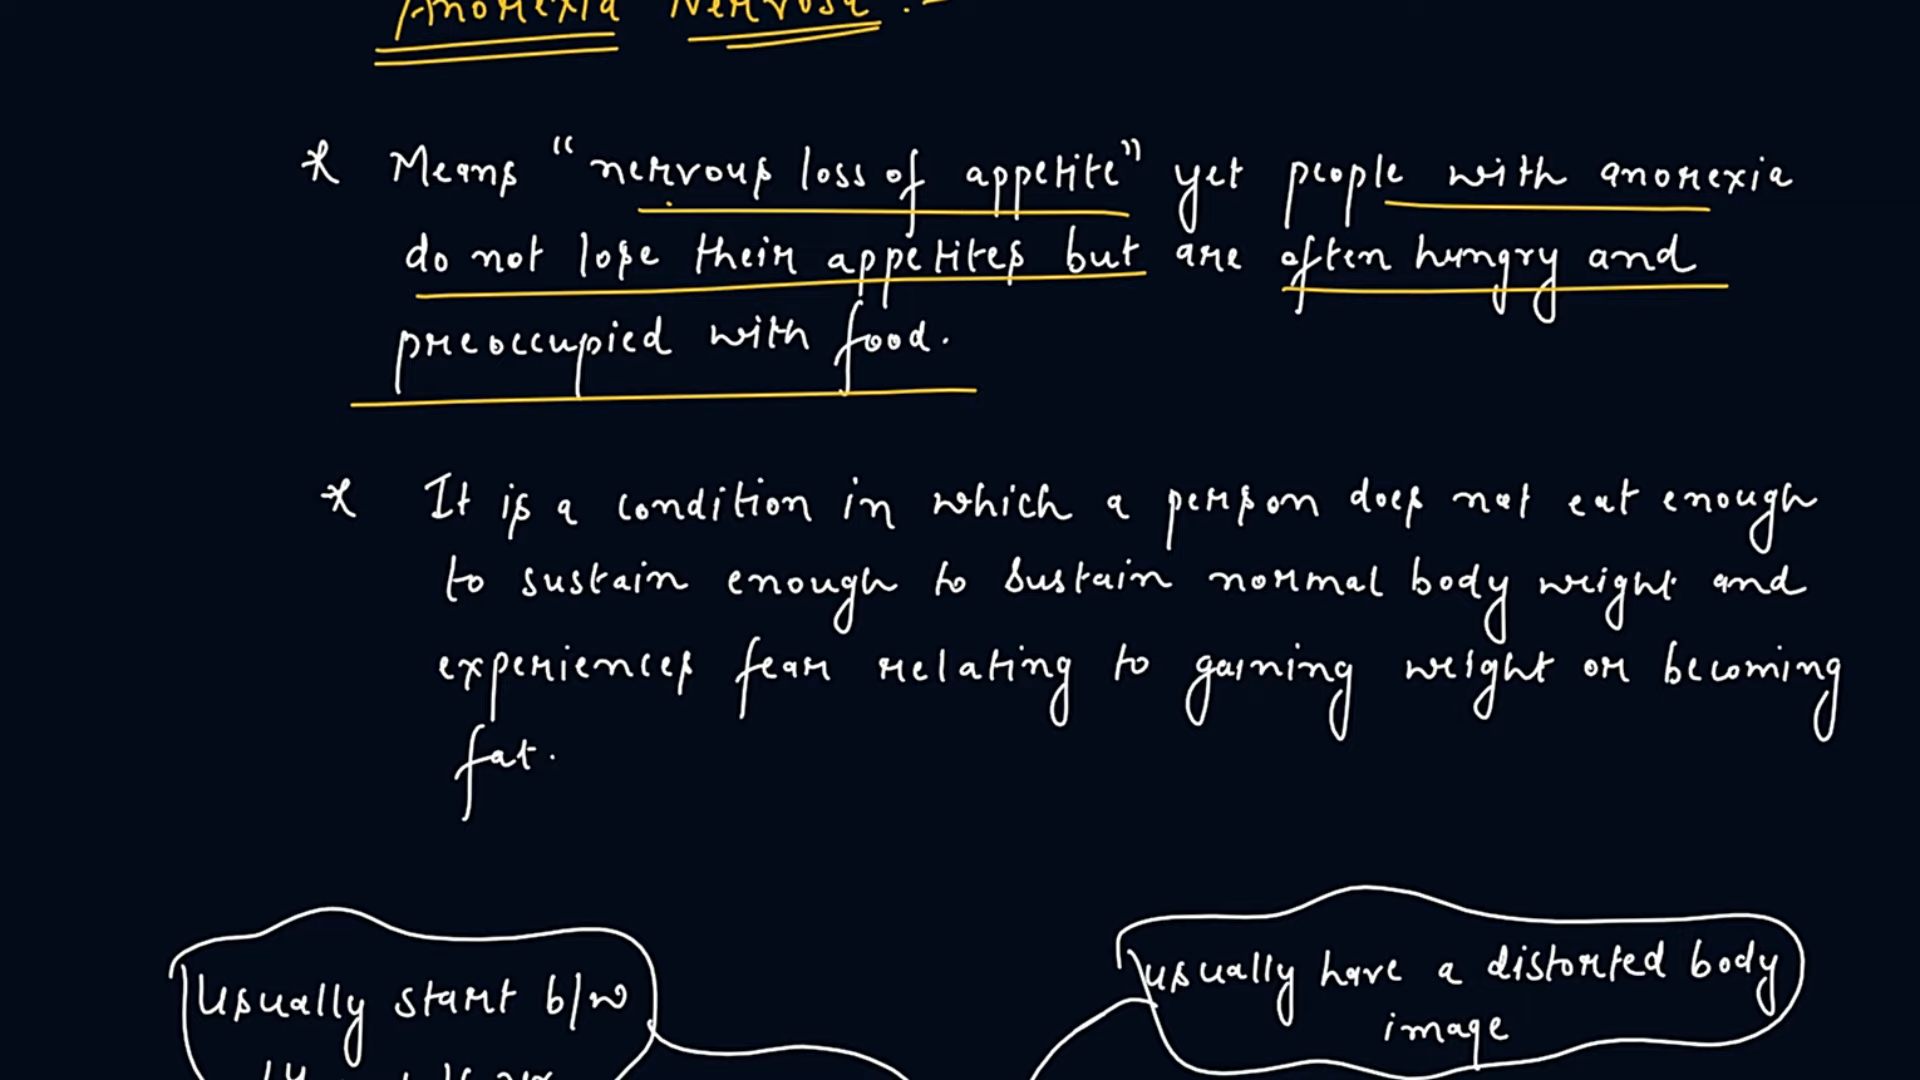 Anorexia Nervosa :-
* Means "nervous loss of appetite" yet people with anorexia
do not lose their appetites but are often hungry and
preoccupied with food.
* It is a condition in which a person does not eat enough
to sustain enough to sustain normal body weight and
experiences fear relating to gaining weight or becoming
fat.
Usually start b/w
usually have a distorted body
image